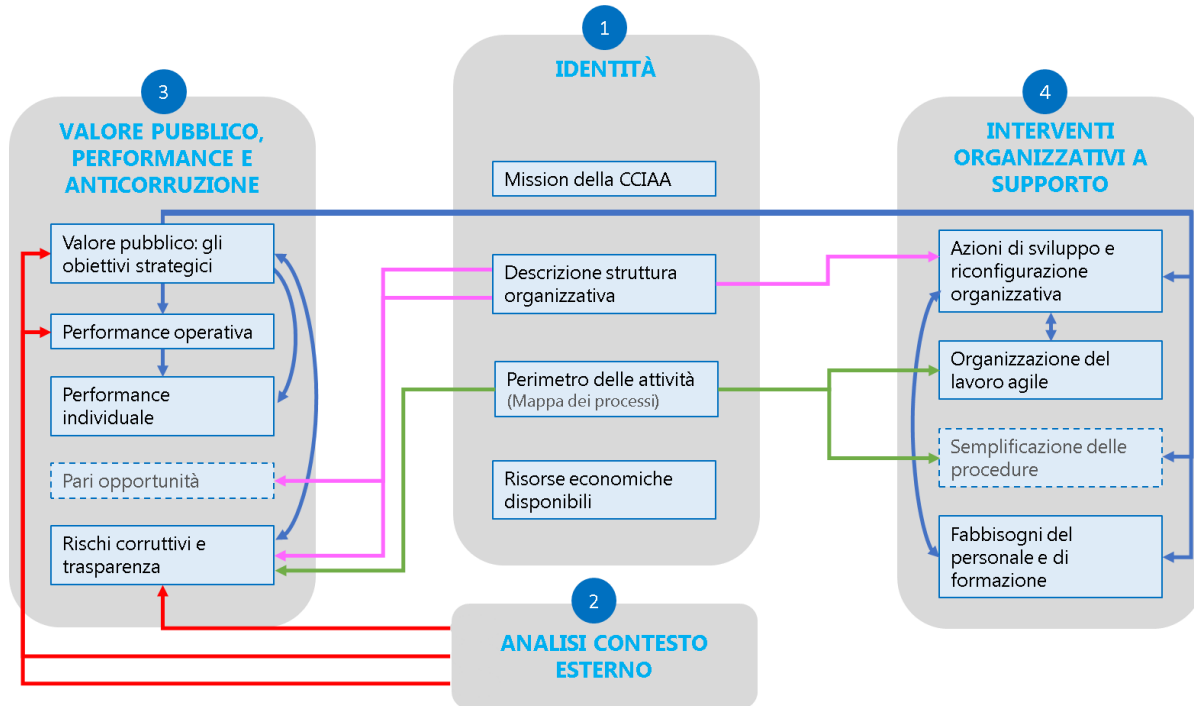 1
IDENTITÀ
Mission della CCIAA
Descrizione struttura
organizzativa
Perimetro delle attività
(Mappa dei processi)
Risorse economiche
disponibili
2
ANALISI CONTESTO
ESTERNO
3
VALORE PUBBLICO,
PERFORMANCE E
ANTICORRUZIONE
Valore pubblico: gli
obiettivi strategici
Performance operativa
Performance
individuale
Pari opportunità
Rischi corruttivi e
trasparenza
4
INTERVENTI
ORGANIZZATIVI A
SUPPORTO
Azioni di sviluppo e
riconfigurazione
organizzativa
Organizzazione del
lavoro agile
Semplificazione delle
procedure
Fabbisogni del
personale e di
formazione